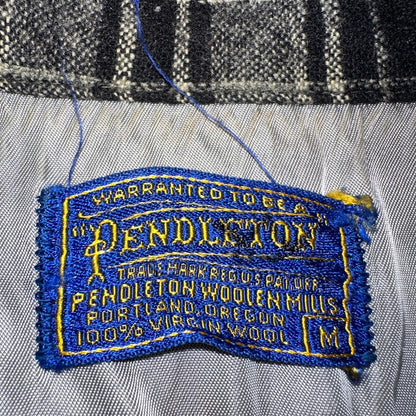 WARRANTED TO BE A
"PENDLETON"
TRADE MARK REG U.S. PAT. OFF.
PENDLETON WOOLEN MILLS
PORTLAND, OREGON
100% VIRGIN WOOL M